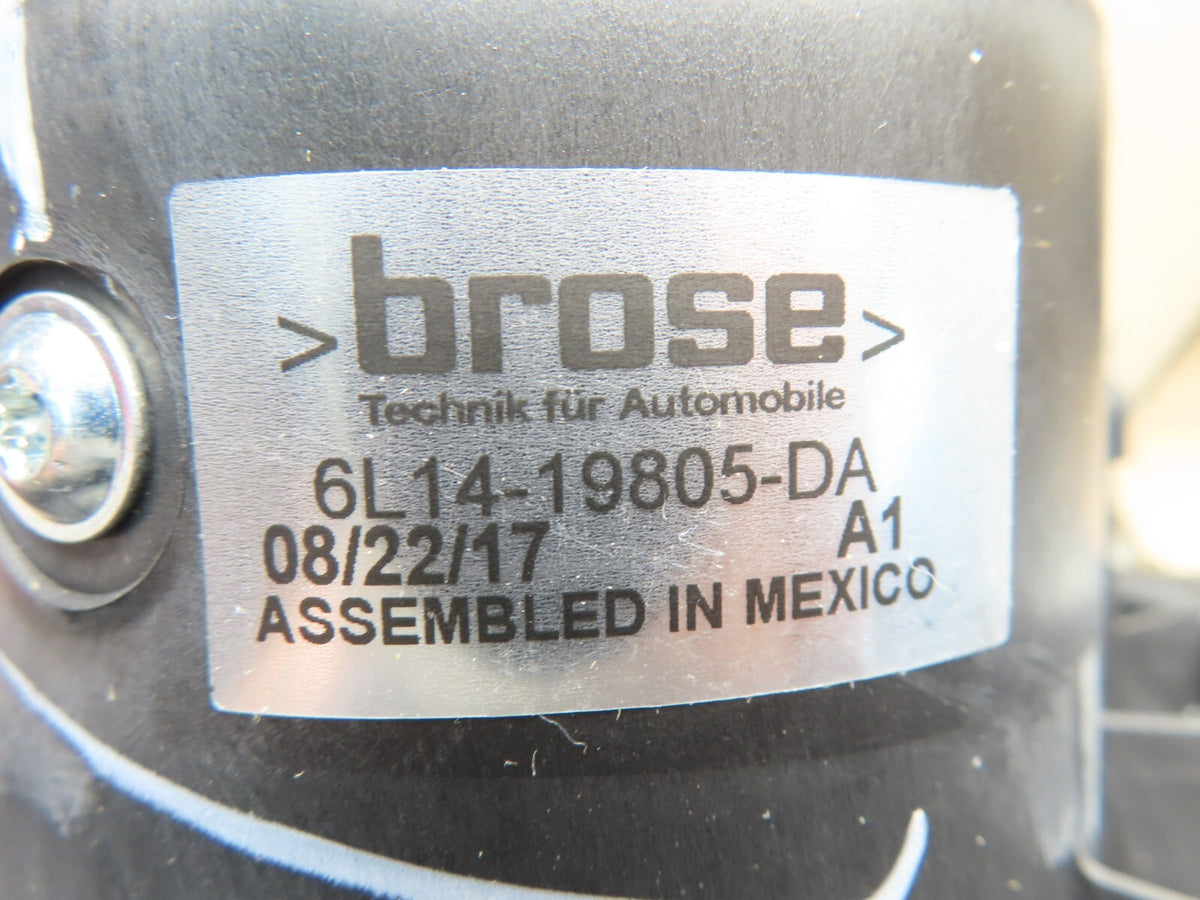 >brose>
Technik für Automobile
6L14-19805-DA
08/22/17 A1
ASSEMBLED IN MEXICO